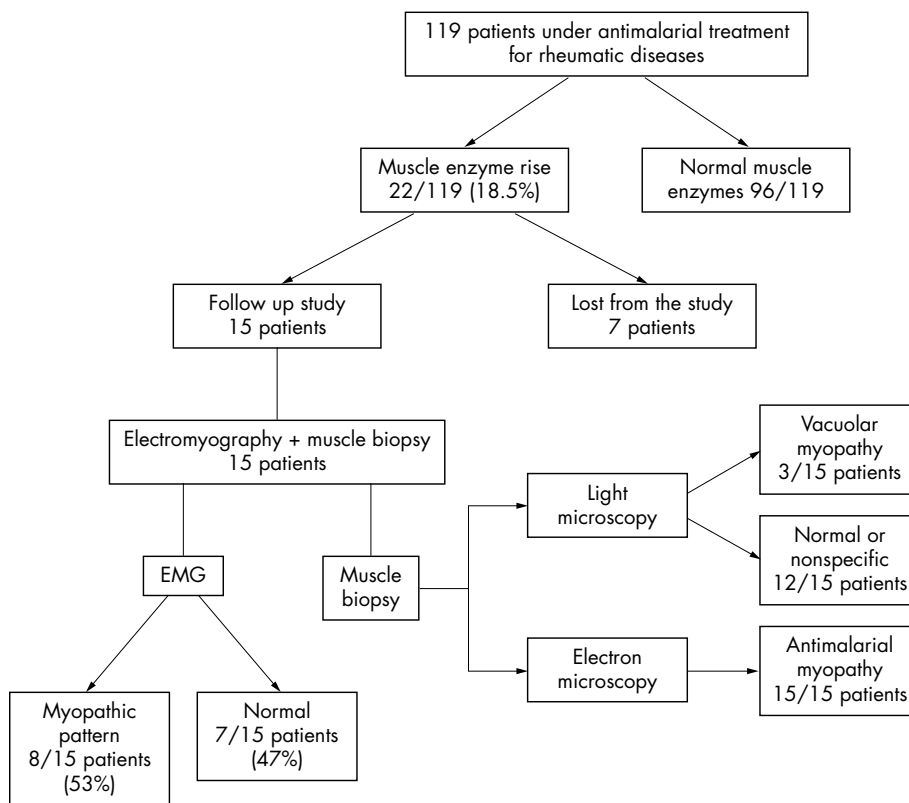 119 patients under antimalarial treatment
for rheumatic diseases
Muscle enzyme rise
22/119 (18.5%)
Normal muscle
enzymes 96/119
Follow up study
15 patients
Lost from the study
7 patients
Electromyography + muscle biopsy
15 patients
EMG
Muscle
biopsy
Myopathic
pattern
8/15 patients
(53%)
Normal
7/15 patients
(47%)
Light
microscopy
Electron
microscopy
Vacuolar
myopathy
3/15 patients
Normal or
nonspecific
12/15 patients
Antimalarial
myopathy
15/15 patients